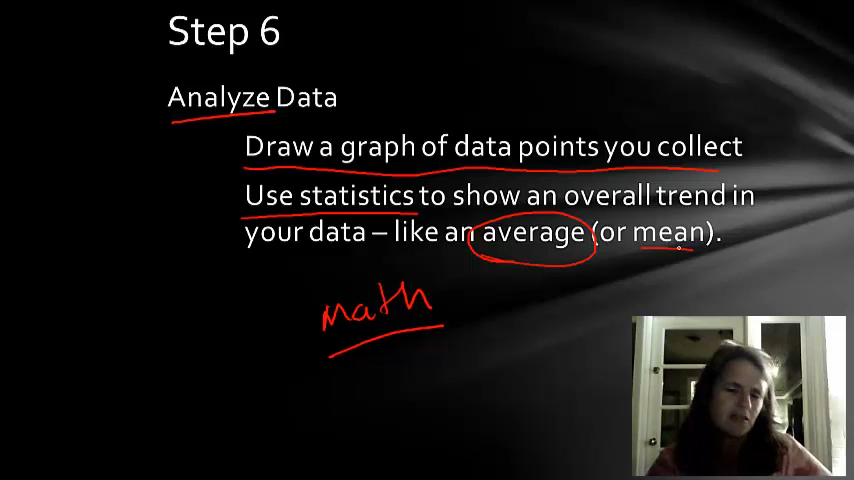 Step 6
Analyze Data
Draw a graph of data points you collect
Use statistics to show an overall trend in
your data – like an average (or mean).
math